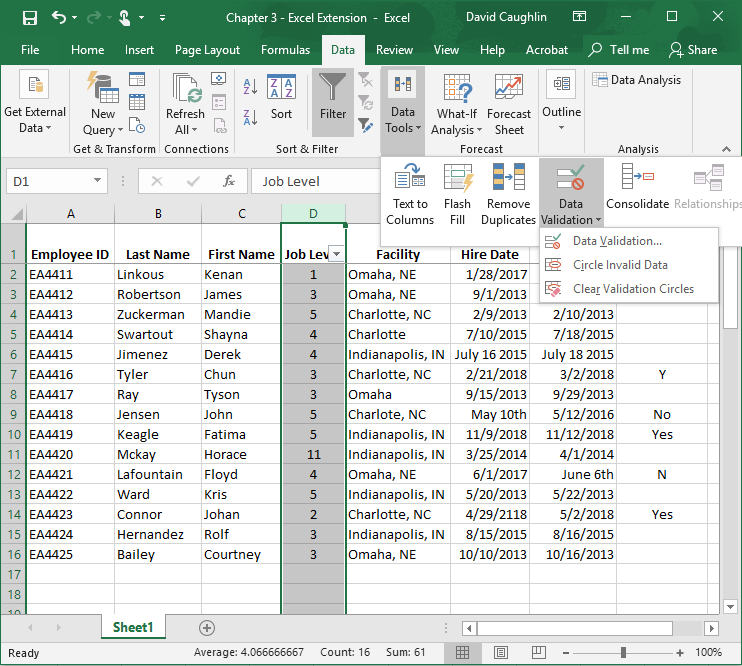 Chapter 3 - Excel Extension - Excel David Caughlin
File Home Insert Page Layout Formulas Data Review View Help Acrobat Tell me Share
Get External Data
New Query
Get & Transform
Refresh All
Connections
Sort
Filter
Sort & Filter
Data Tools
What-If Analysis
Forecast Sheet
Forecast
Outline
Data Analysis
Analysis
Text to Columns
Flash Fill
Remove Duplicates
Data Validation
Consolidate
Relationships
Data Validation...
Circle Invalid Data
Clear Validation Circles
D1 fx Job Level
A B C D
1 Employee ID Last Name First Name Job Lev Facility Hire Date
2 EA4411 Linkous Kenan 1 Omaha, NE 1/28/2017
3 EA4412 Robertson James 3 Omaha, NE 9/1/2013
4 EA4413 Zuckerman Mandie 5 Charlotte, NC 2/9/2013 2/10/2013
5 EA4414 Swartout Shayna 4 Charlotte 7/10/2015 7/18/2015
6 EA4415 Jimenez Derek 4 Indianapolis, IN July 16 2015 July 18 2015
7 EA4416 Tyler Chun 3 Charlotte, NC 2/21/2018 3/2/2018 Y
8 EA4417 Ray Tyson 3 Omaha 9/15/2013 9/29/2013
9 EA4418 Jensen John 5 Charlote, NC May 10th 5/12/2016 No
10 EA4419 Keagle Fatima 5 Indianapolis, IN 11/9/2018 11/12/2018 Yes
11 EA4420 Mckay Horace 11 Indianapolis, IN 3/25/2014 4/1/2014
12 EA4421 Lafountain Floyd 4 Omaha, NE 6/1/2017 June 6th N
13 EA4422 Ward Kris 5 Indianapolis, IN 5/20/2013 5/22/2013
14 EA4423 Connor Johan 2 Charlotte, NC 4/29/2118 5/2/2018 Yes
15 EA4424 Hernandez Rolf 3 Indianapolis, IN 8/15/2015 8/16/2015
16 EA4425 Bailey Courtney 3 Omaha, NE 10/10/2013 10/16/2013
17
18
Sheet1
Ready Average: 4.066666667 Count: 16 Sum: 61 100%